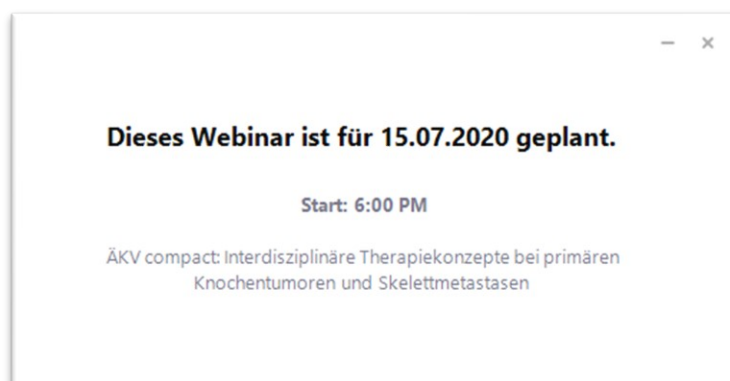 Dieses Webinar ist für 15.07.2020 geplant.
Start: 6:00 PM
ÄKV compact: Interdisziplinäre Therapiekonzepte bei primären
Knochentumoren und Skelettmetastasen